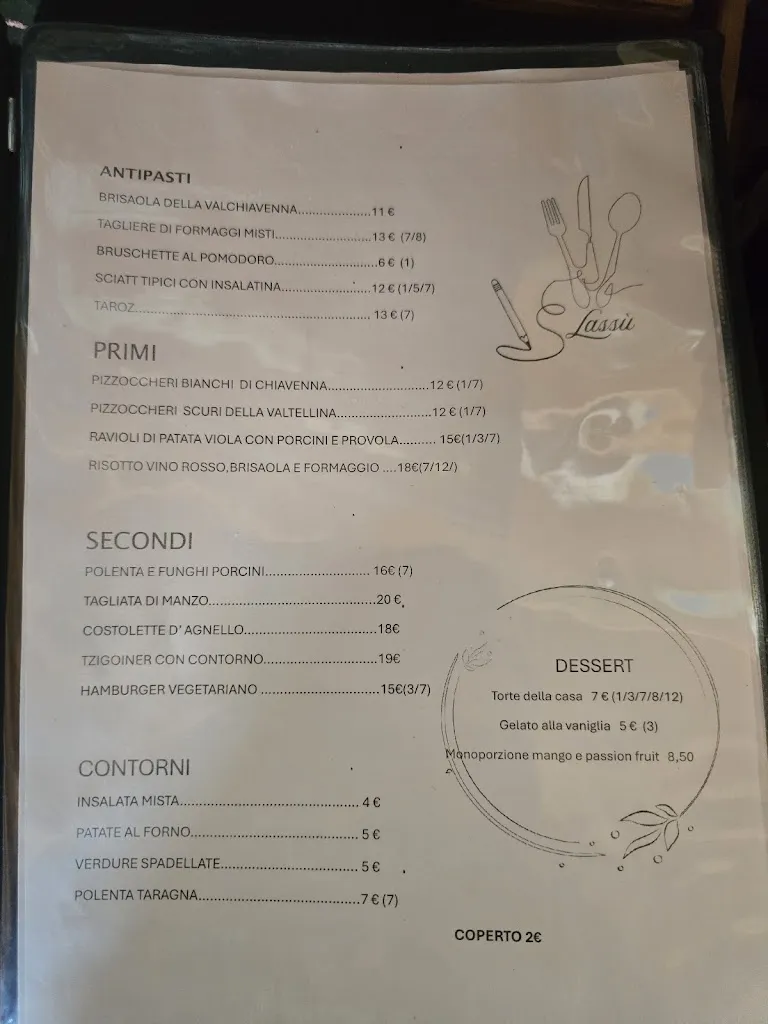 ANTIPASTI
BRISAOLA DELLA VALCHIAVENNA....................11 €
TAGLIERE DI FORMAGGI MISTI..........................13 € (7/8)
BRUSCHETTE AL POMODORO............................6 € (1)
SCIATT TIPICI CON INSALATINA........................12 € (1/5/7)
TAROZ................................................................ 13 € (7)
Lassù
PRIMI
PIZZOCCHERI BIANCHI DI CHIAVENNA...........................12 € (1/7)
PIZZOCCHERI SCURI DELLA VALTELLINA.........................12 € (1/7)
RAVIOLI DI PATATA VIOLA CON PORCINI E PROVOLA.......... 15€(1/3/7)
RISOTTO VINO ROSSO,BRISAOLA E FORMAGGIO ....18€(7/12/)
SECONDI
POLENTA E FUNGHI PORCINI............................ 16€ (7)
TAGLIATA DI MANZO.............................................20 €
COSTOLETTE D' AGNELLO....................................18€
TZIGOINER CON CONTORNO...............................19€
HAMBURGER VEGETARIANO ................................15€(3/7)
DESSERT
Torte della casa 7 € (1/3/7/8/12)
Gelato alla vaniglia 5 € (3)
Monoporzione mango e passion fruit 8,50
CONTORNI
INSALATA MISTA................................................ 4 €
PATATE AL FORNO............................................. 5 €
VERDURE SPADELLATE..................................... 5 €
POLENTA TARAGNA...........................................7 € (7)
COPERTO 2€